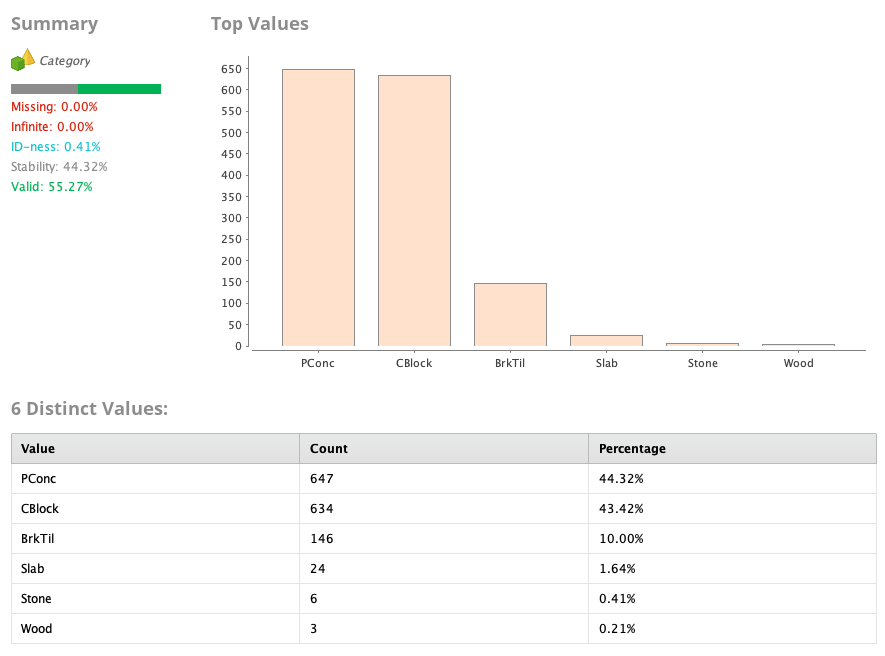 Summary
Category
Missing: 0.00%
Infinite: 0.00%
ID-ness: 0.41%
Stability: 44.32%
Valid: 55.27%
Top Values
650
600
550
500
450
400
350
300
250
200
150
100
50
0
PConc CBlock BrkTil Slab Stone Wood
6 Distinct Values:
Value Count Percentage
PConc 647 44.32%
CBlock 634 43.42%
BrkTil 146 10.00%
Slab 24 1.64%
Stone 6 0.41%
Wood 3 0.21%